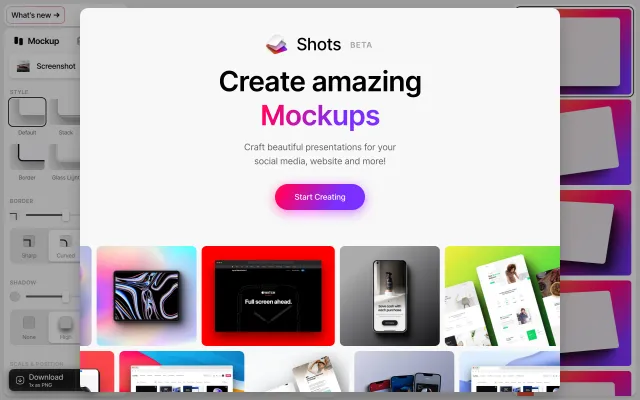 What's new →
Mockup
Screenshot
STYLE
Default
Stack
Border
Glass Light
BORDER
Sharp
Curved
SHADOW
None
High
SCALE & POSITION
Download
1x as PNG
Shots BETA
Create amazing
Mockups
Craft beautiful presentations for your
social media, website and more!
Start Creating
WATCH
Full screen ahead.